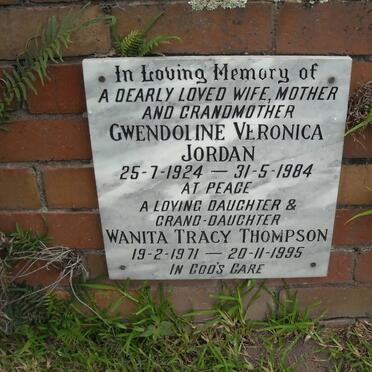 In Loving Memory of
A DEARLY LOVED WIFE, MOTHER
AND GRANDMOTHER
GWENDOLINE VERONICA
JORDAN
25-7-1924 – 31-5-1984
AT PEACE
A LOVING DAUGHTER &
GRAND-DAUGHTER
WANITA TRACY THOMPSON
19-2-1971 – 20-11-1995
IN GOD'S CARE